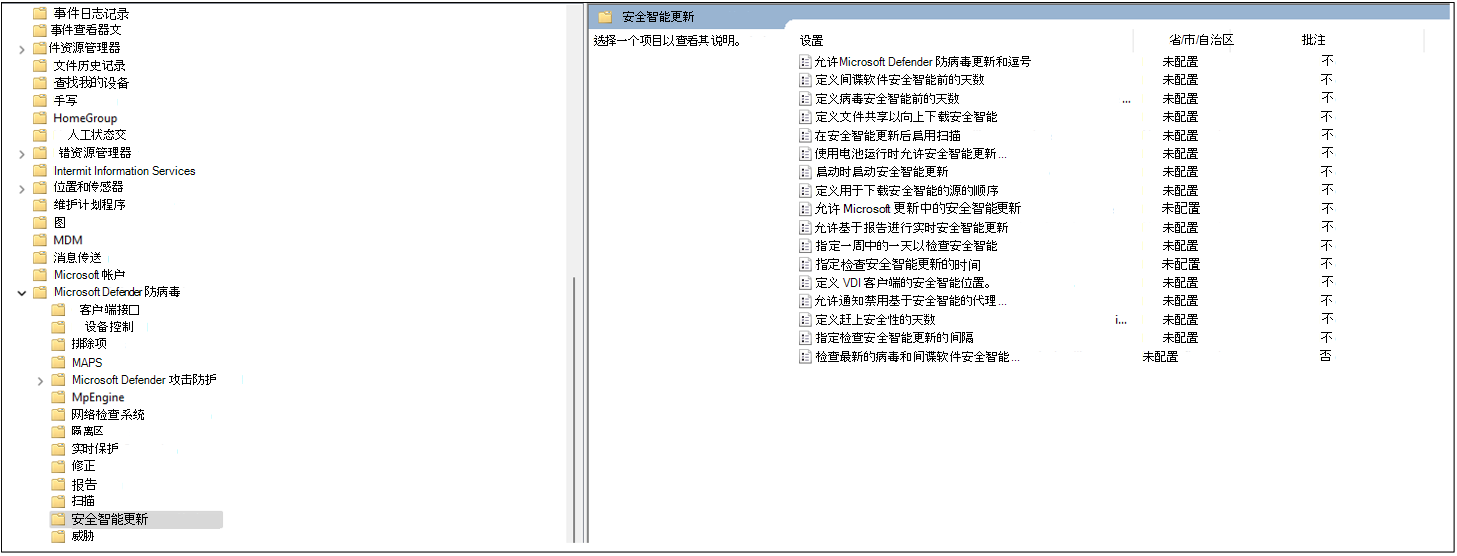 事件日志记录
事件查看器文
件资源管理器
文件历史记录
查找我的设备
手写
HomeGroup
人工状态交
错资源管理器
Intermit Information Services
位置和传感器
维护计划程序
图
MDM
消息传送
Microsoft 帐户
Microsoft Defender 防病毒
客户端接口
设备控制
排除项
MAPS
Microsoft Defender 攻击防护
MpEngine
网络检查系统
隔离区
实时保护
修正
报告
扫描
安全智能更新
威胁
安全智能更新
选择一个项目以查看其说明。
设置 省/市/自治区 批注
允许Microsoft Defender 防病毒更新和逗号 未配置 不
定义间谍软件安全智能前的天数 未配置 不
定义病毒安全智能前的天数 ... 未配置 不
定义文件共享以向上下载安全智能 未配置 不
在安全智能更新后启用扫描 未配置 不
使用电池运行时允许安全智能更新... 未配置 不
启动时启动安全智能更新 未配置 不
定义用于下载安全智能的源的顺序 未配置 不
允许 Microsoft 更新中的安全智能更新 未配置 不
允许基于报告进行实时安全智能更新 未配置 不
指定一周中的一天以检查安全智能 未配置 不
指定检查安全智能更新的时间 未配置 不
定义 VDI 客户端的安全智能位置。 未配置 不
允许通知禁用基于安全智能的代理... 未配置 不
定义赶上安全性的天数 i... 未配置 不
指定检查安全智能更新的间隔 未配置 不
检查最新的病毒和间谍软件安全智能... 未配置 否